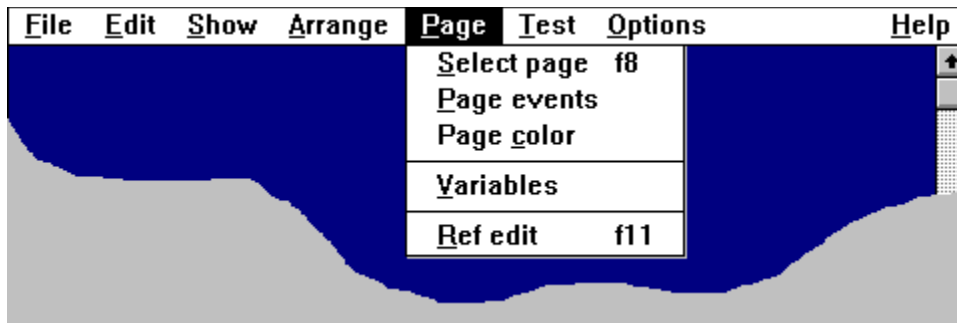 File Edit Show Arrange Page Test Options Help
Select page f8
Page events
Page color
Variables
Ref edit f11